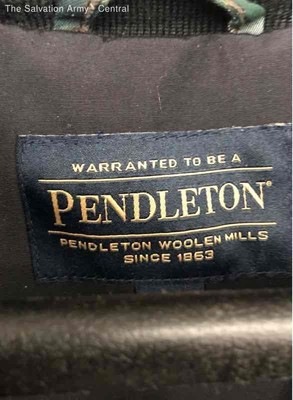 The Salvation Army - Central
WARRANTED TO BE A
PENDLETON®
PENDLETON WOOLEN MILLS
SINCE 1863